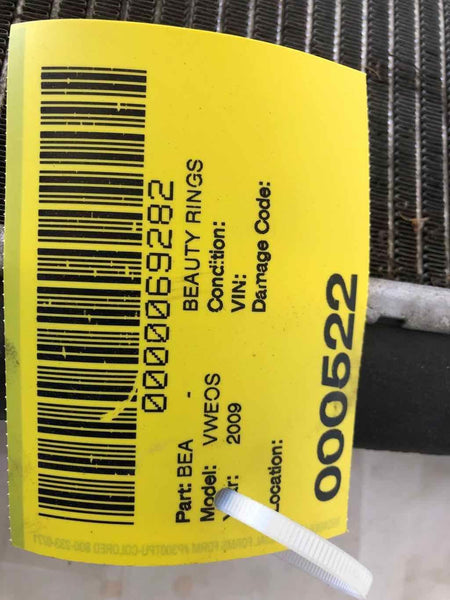 0000069282
Part: BEA - BEAUTY RINGS
Model: VWEOS Condition:
2009 VIN:
Damage Code:
Location:
000522